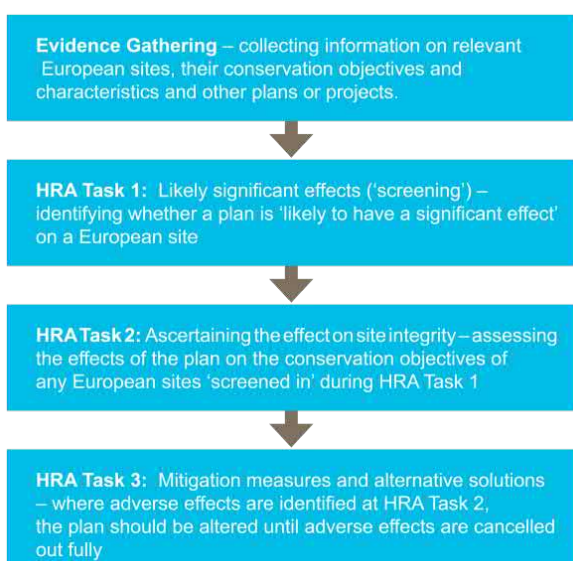 Evidence Gathering – collecting information on relevant
European sites, their conservation objectives and
characteristics and other plans or projects.
HRA Task 1: Likely significant effects (‘screening’) –
identifying whether a plan is ‘likely to have a significant effect’
on a European site
HRA Task 2: Ascertaining the effect on site integrity – assessing
the effects of the plan on the conservation objectives of
any European sites ‘screened in’ during HRA Task 1
HRA Task 3: Mitigation measures and alternative solutions
– where adverse effects are identified at HRA Task 2,
the plan should be altered until adverse effects are cancelled
out fully